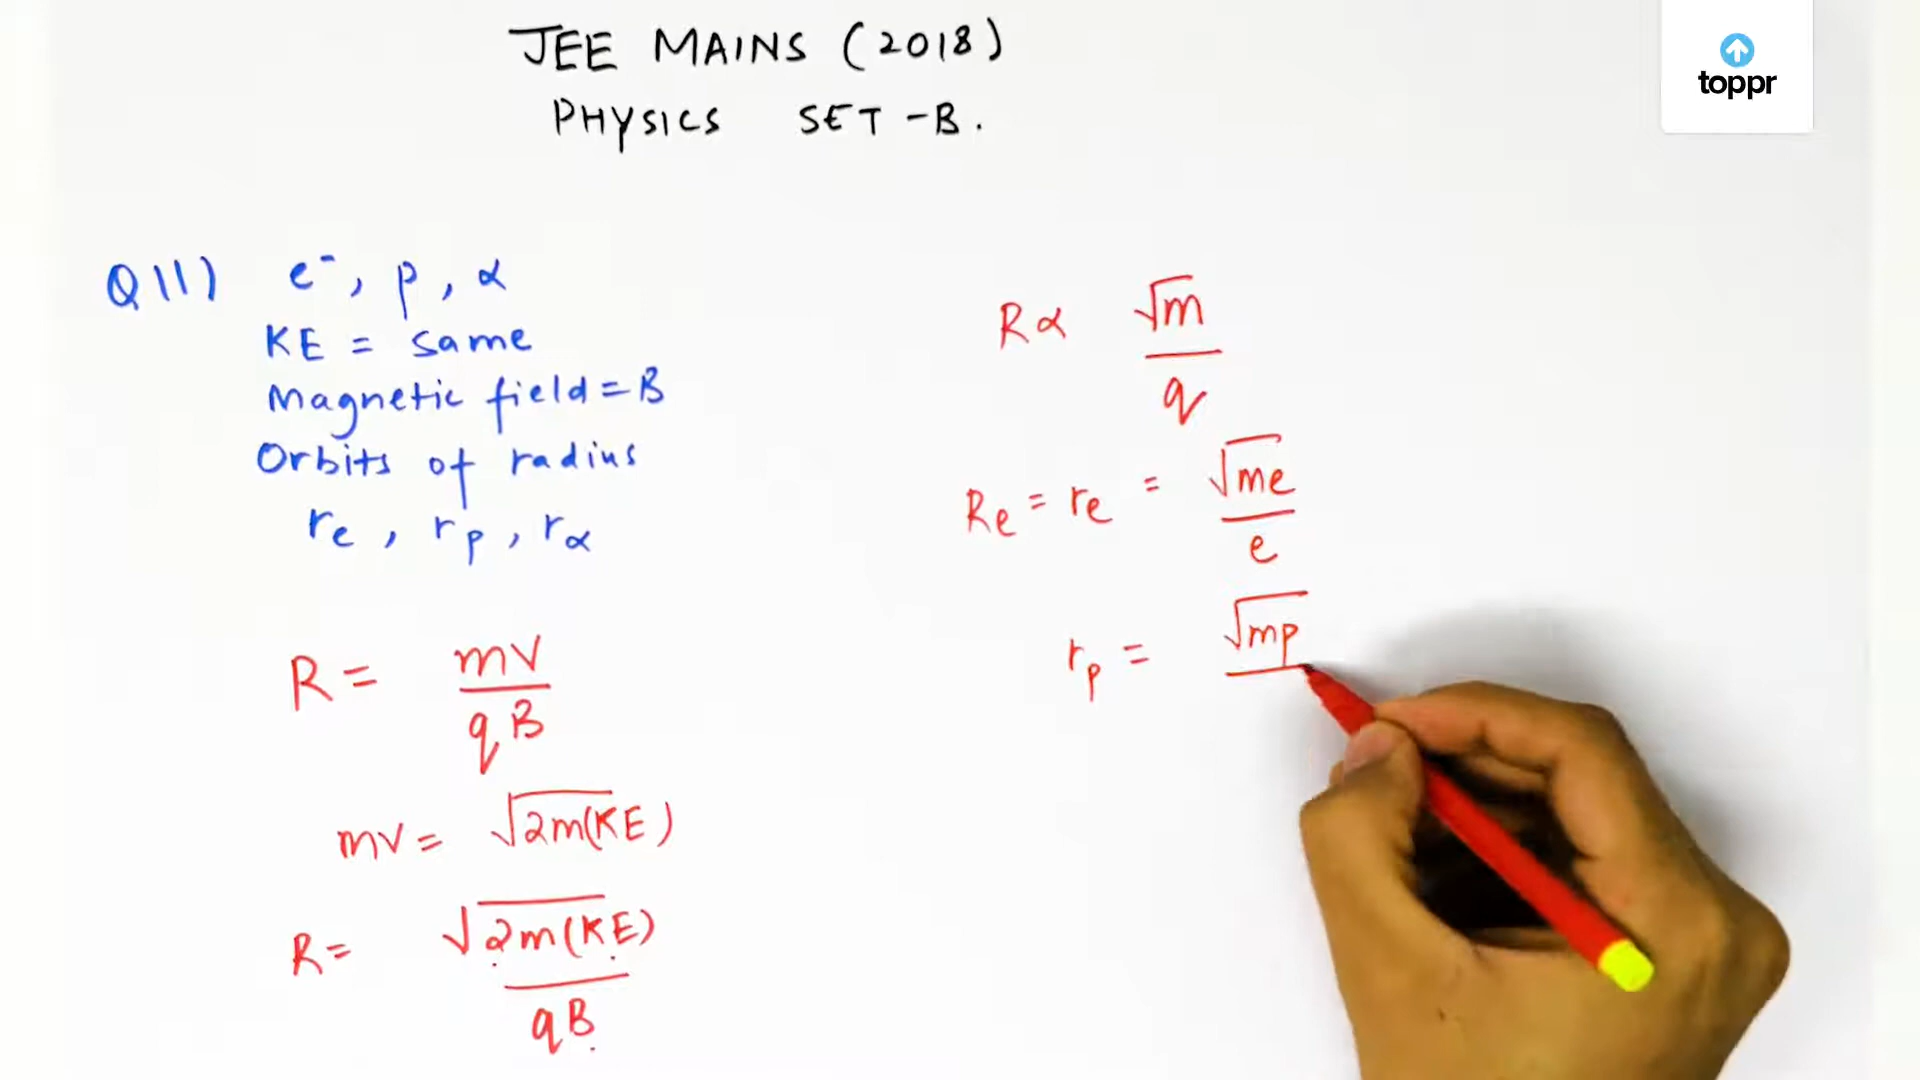 JEE MAINS (2018)
PHYSICS SET-B.
toppr
Q11) e⁻, p, α
KE = same
Magnetic field = B
Orbits of radius
rₑ, rₚ, r_α
R = mv / qB
mv = √2m(KE)
R = √2m(KE) / qB
R ∝ √m / q
Rₑ = rₑ = √mₑ / e
rₚ = √mp